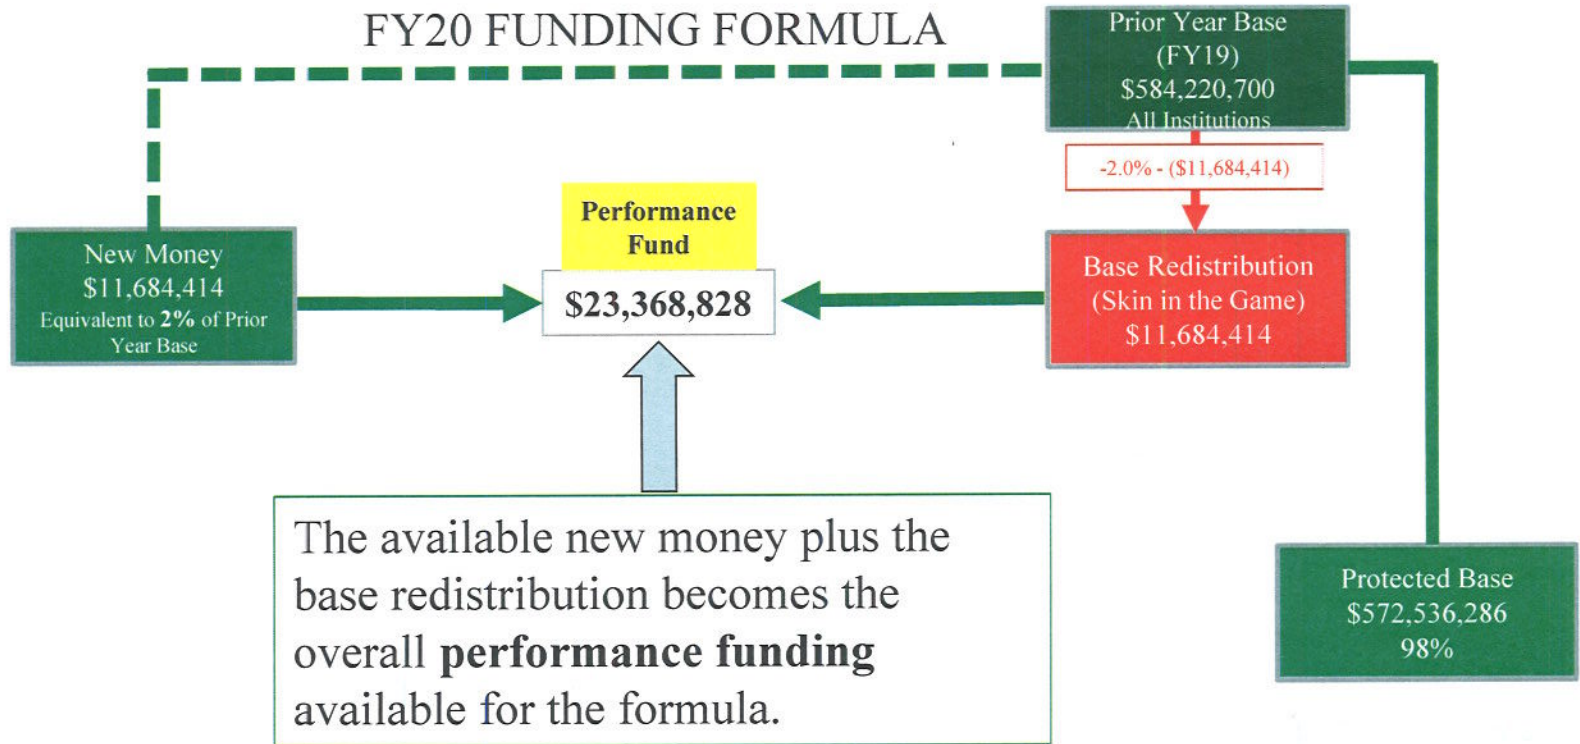 FY20 FUNDING FORMULA
Prior Year Base
(FY19)
$584,220,700
All Institutions
-2.0% - ($11,684,414)
New Money
$11,684,414
Equivalent to 2% of Prior
Year Base
Performance
Fund
$23,368,828
Base Redistribution
(Skin in the Game)
$11,684,414
The available new money plus the
base redistribution becomes the
overall performance funding
available for the formula.
Protected Base
$572,536,286
98%